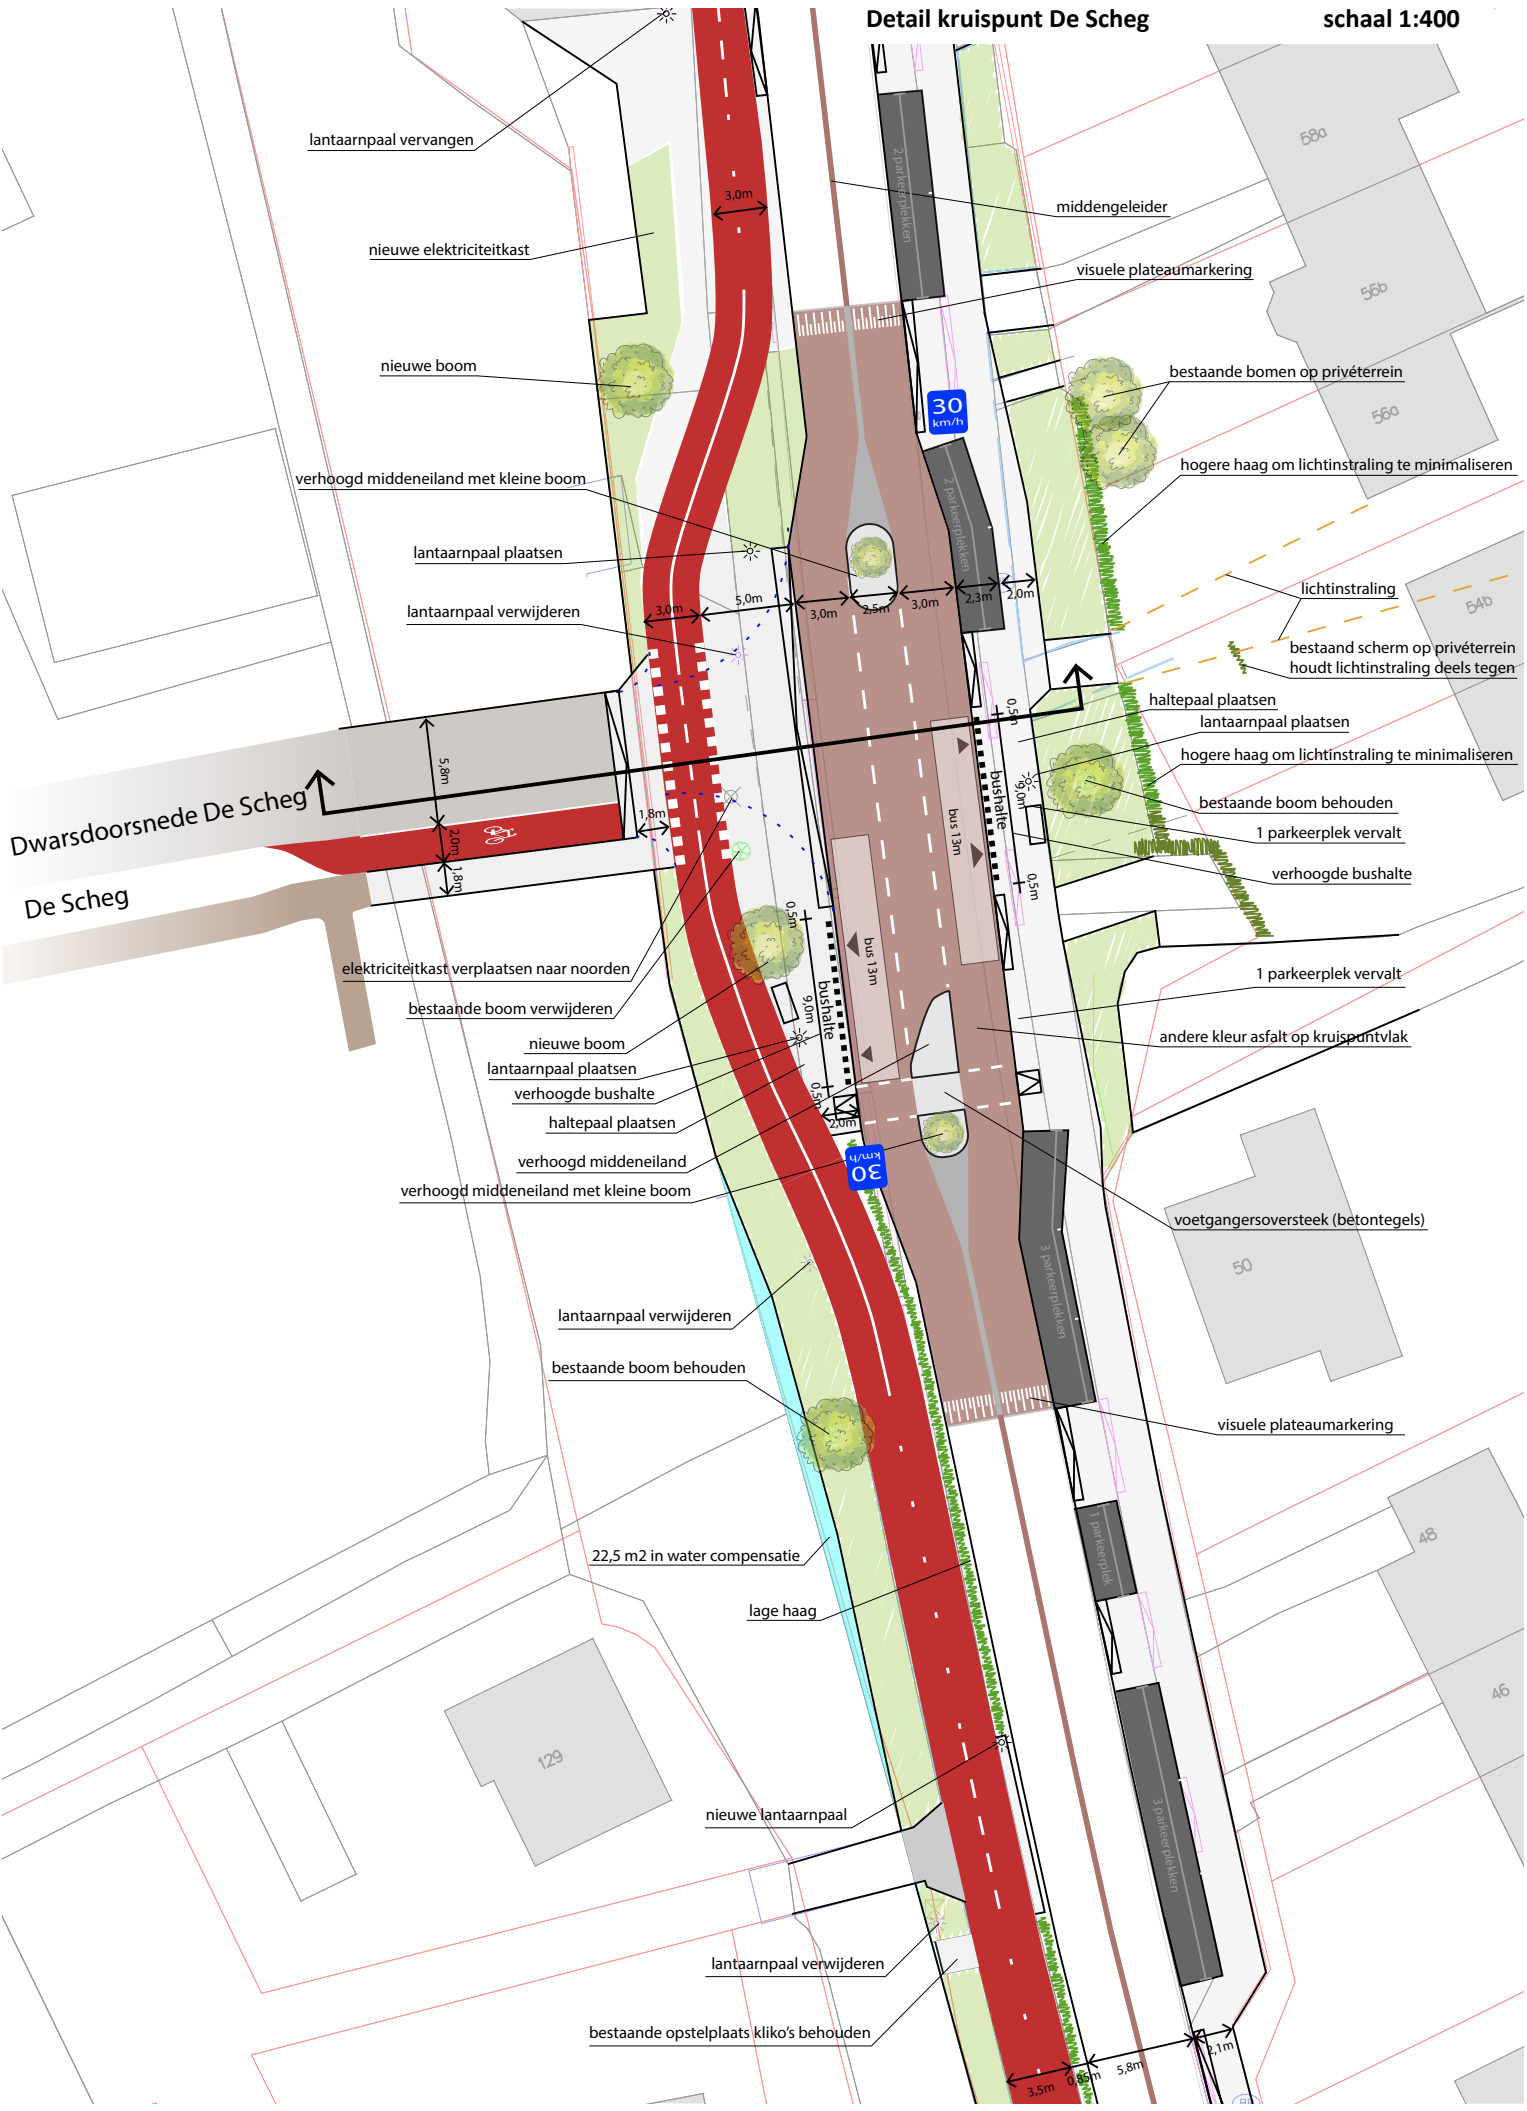 Detail kruispunt De Scheg
schaal 1:400
lantaarnpaal vervangen
58a
2 parkeerplekken
3,0m
middengeleider
nieuwe elektriciteitkast
visuele plateaumarkering
56b
nieuwe boom
bestaande bomen op privéterrein
30
km/h
56a
hogere haag om lichtinstraling te minimaliseren
verhoogd middeneiland met kleine boom
2 parkeerplekken
lantaarnpaal plaatsen
lichtinstraling
54b
lantaarnpaal verwijderen
3,0m
5,0m
3,0m
2,5m
3,0m
2,3m
2,0m
bestaand scherm op privéterrein
houdt lichtinstraling deels tegen
haltepaal plaatsen
0,5m
lantaarnpaal plaatsen
hogere haag om lichtinstraling te minimaliseren
5,8m
bushalte
9,0m
bestaande boom behouden
Dwarsdoorsnede De Scheg
1,8m
bus 13m
1 parkeerplek vervalt
2,0m
1,8m
verhoogde bushalte
0,5m
De Scheg
0,5m
bus 13m
elektriciteitkast verplaatsen naar noorden
1 parkeerplek vervalt
bestaande boom verwijderen
9,0m
bushalte
nieuwe boom
andere kleur asfalt op kruispuntvlak
lantaarnpaal plaatsen
verhoogde bushalte
0,5m
haltepaal plaatsen
2,0m
verhoogd middeneiland
30
km/h
verhoogd middeneiland met kleine boom
voetgangersoversteek (betontegels)
50
3 parkeerplekken
lantaarnpaal verwijderen
bestaande boom behouden
visuele plateaumarkering
48
1 parkeerplek
22,5 m2 in water compensatie
lage haag
46
129
nieuwe lantaarnpaal
3 parkeerplekken
lantaarnpaal verwijderen
bestaande opstelplaats kliko's behouden
3,5m
0,85m
5,8m
2,1m